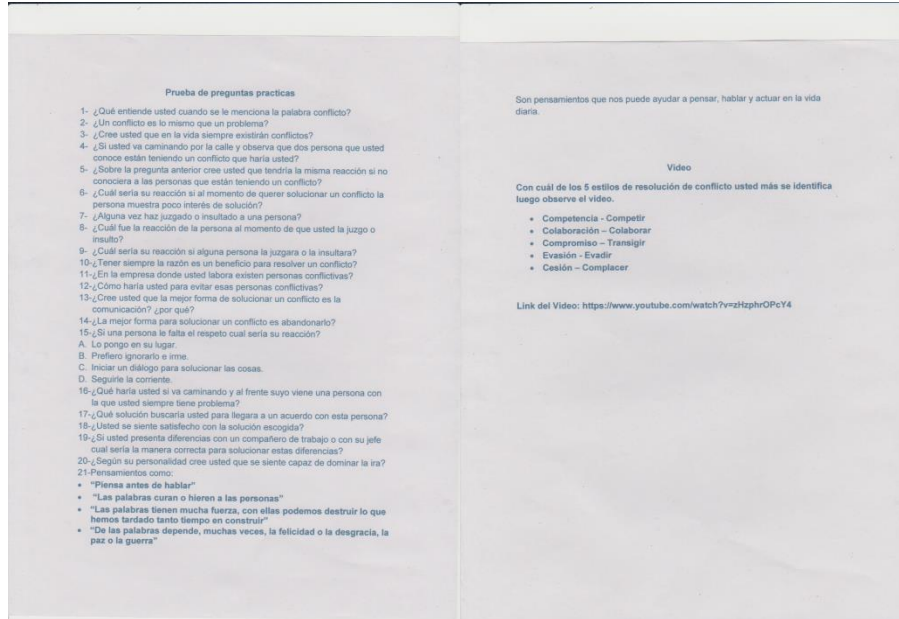 Prueba de preguntas practicas
1- ¿Qué entiende usted cuando se le menciona la palabra conflicto?
2- ¿Un conflicto es lo mismo que un problema?
3- ¿Cree usted que en la vida siempre existirán conflictos?
4- ¿Si usted va caminando por la calle y observa que dos persona que usted
conoce están teniendo un conflicto que haría usted?
5- ¿Sobre la pregunta anterior cree usted que tendría la misma reacción si no
conociera a las personas que están teniendo un conflicto?
6- ¿Cuál sería su reacción si al momento de querer solucionar un conflicto la
persona muestra poco interés de solución?
7- ¿Alguna vez haz juzgado o insultado a una persona?
8- ¿Cuál fue la reacción de la persona al momento de que usted la juzgo o
insulto?
9- ¿Cuál sería su reacción si alguna persona la juzgara o la insultara?
10-¿Tener siempre la razón es un beneficio para resolver un conflicto?
11-¿En la empresa donde usted labora existen personas conflictivas?
12-¿Cómo haría usted para evitar esas personas conflictivas?
13-¿Cree usted que la mejor forma de solucionar un conflicto es la
comunicación? ¿por qué?
14-¿La mejor forma para solucionar un conflicto es abandonarlo?
15-¿Si una persona le falta el respeto cual sería su reacción?
A. Lo pongo en su lugar.
B. Prefiero ignorarlo e irme.
C. Iniciar un diálogo para solucionar las cosas.
D. Seguirle la corriente.
16-¿Qué haría usted si va caminando y al frente suyo viene una persona con
la que usted siempre tiene problema?
17-¿Qué solución buscaría usted para llegara a un acuerdo con esta persona?
18-¿Usted se siente satisfecho con la solución escogida?
19-¿Si usted presenta diferencias con un compañero de trabajo o con su jefe
cual sería la manera correcta para solucionar estas diferencias?
20-¿Según su personalidad cree usted que se siente capaz de dominar la ira?
21-Pensamientos como:
• "Piensa antes de hablar"
• "Las palabras curan o hieren a las personas"
• "Las palabras tienen mucha fuerza, con ellas podemos destruir lo que
hemos tardado tanto tiempo en construir"
• "De las palabras depende, muchas veces, la felicidad o la desgracia, la
paz o la guerra"
Son pensamientos que nos puede ayudar a pensar, hablar y actuar en la vida
diaria.
Video
Con cuál de los 5 estilos de resolución de conflicto usted más se identifica
luego observe el video.
• Competencia - Competir
• Colaboración – Colaborar
• Compromiso – Transigir
• Evasión - Evadir
• Cesión – Complacer
Link del Video: https://www.youtube.com/watch?v=zHzphrOPcY4